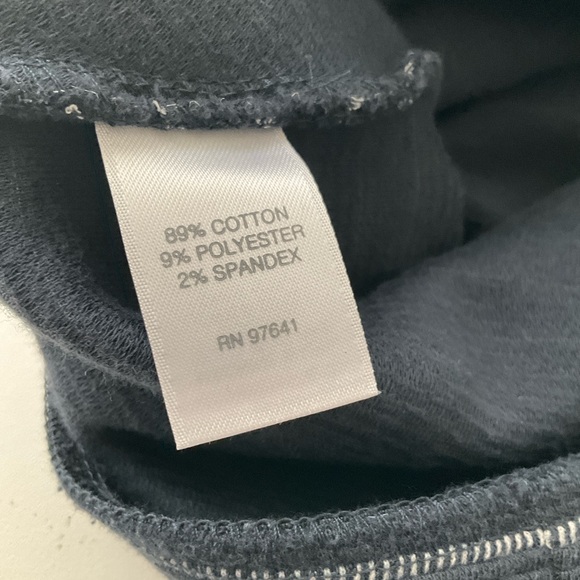 89% COTTON
9% POLYESTER
2% SPANDEX
RN 97641